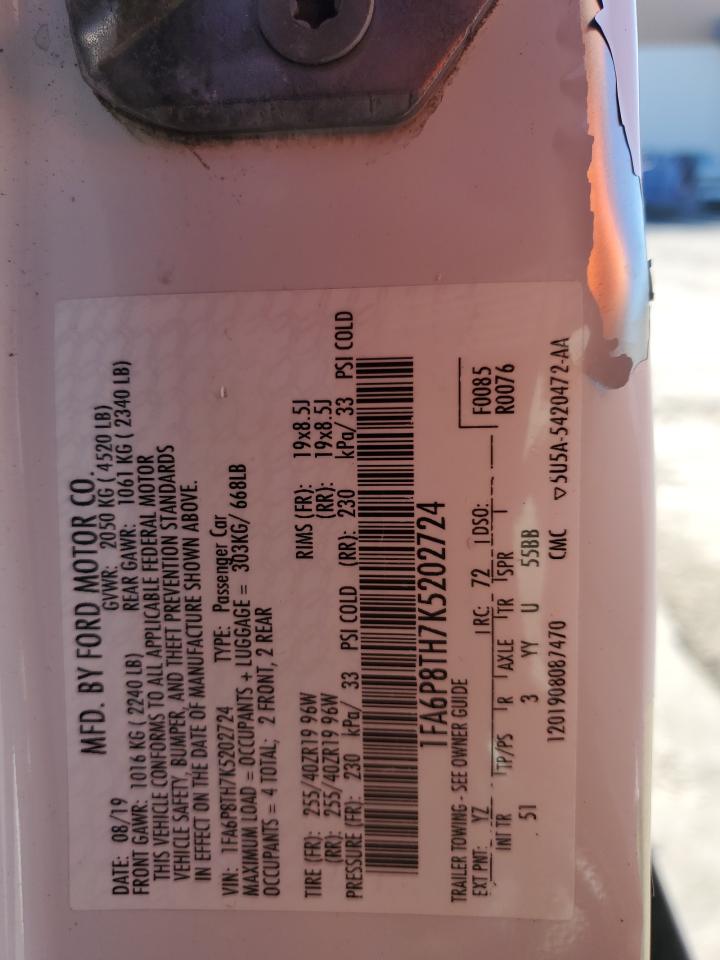 MFD. BY FORD MOTOR CO.
DATE: 08/19 GVWR: 2050 KG ( 4520 LB)
FRONT GAWR: 1016 KG ( 2240 LB) REAR GAWR: 1061 KG ( 2340 LB)
THIS VEHICLE CONFORMS TO ALL APPLICABLE FEDERAL MOTOR
VEHICLE SAFETY, BUMPER, AND THEFT PREVENTION STANDARDS
IN EFFECT ON THE DATE OF MANUFACTURE SHOWN ABOVE.
VIN: 1FA6P8TH7K5202724 TYPE: Passenger Car
MAXIMUM LOAD = OCCUPANTS + LUGGAGE = 303KG/ 668LB
OCCUPANTS = 4 TOTAL; 2 FRONT, 2 REAR
TIRE (FR): 255/40ZR19 96W RIMS (FR): 19x8.5J
(RR): 255/40ZR19 96W (RR): 19x8.5J
PRESSURE (FR): 230 kPa/ 33 PSI COLD (RR): 230 kPa/ 33 PSI COLD
1FA6P8TH7K5202724
TRAILER TOWING - SEE OWNER GUIDE F0085
EXT PNT: YZ RC: 72 DSO: R0076
INT TR TP/PS R AXLE TR SPR
51 3 YY U 55BB
1201908087470 CMC ▽5U5A-5420472-AA